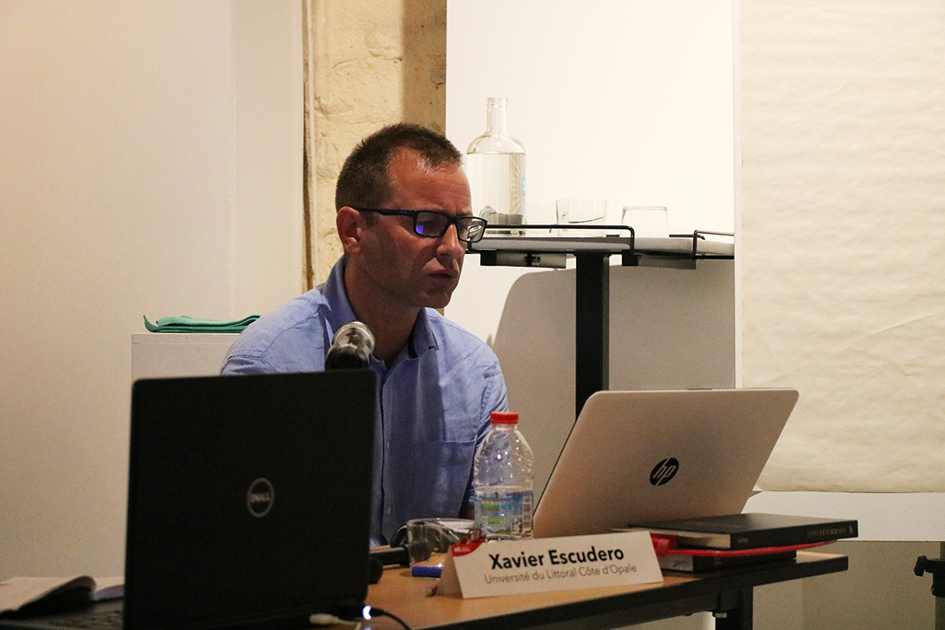 DELL
hp
Xavier Escudero
Université du Littoral Côte d'Opale